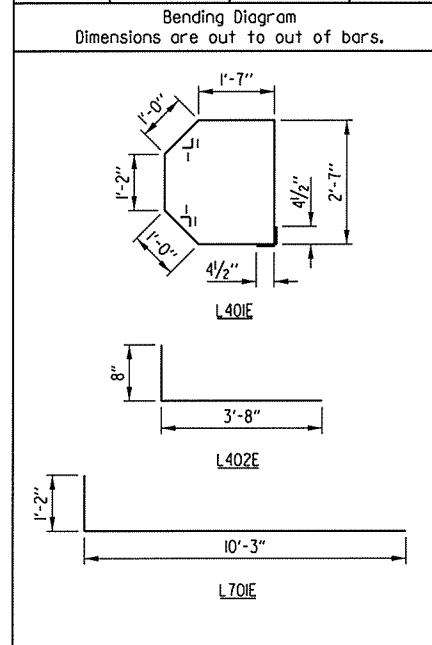 Bending Diagram
Dimensions are out to out of bars.
1'-7"
1'-0"
1'-2"
2'-7"
4½"
1'-0"
4½"
L401E
8"
3'-8"
L402E
1'-2"
10'-3"
L701E